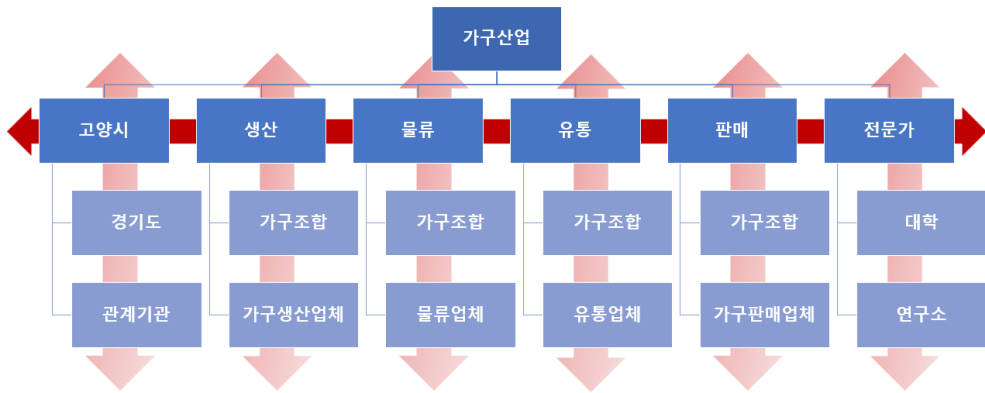 가구산업
고양시
생산
물류
유통
판매
전문가
경기도
가구조합
가구조합
가구조합
가구조합
대학
관계기관
가구생산업체
물류업체
유통업체
가구판매업체
연구소